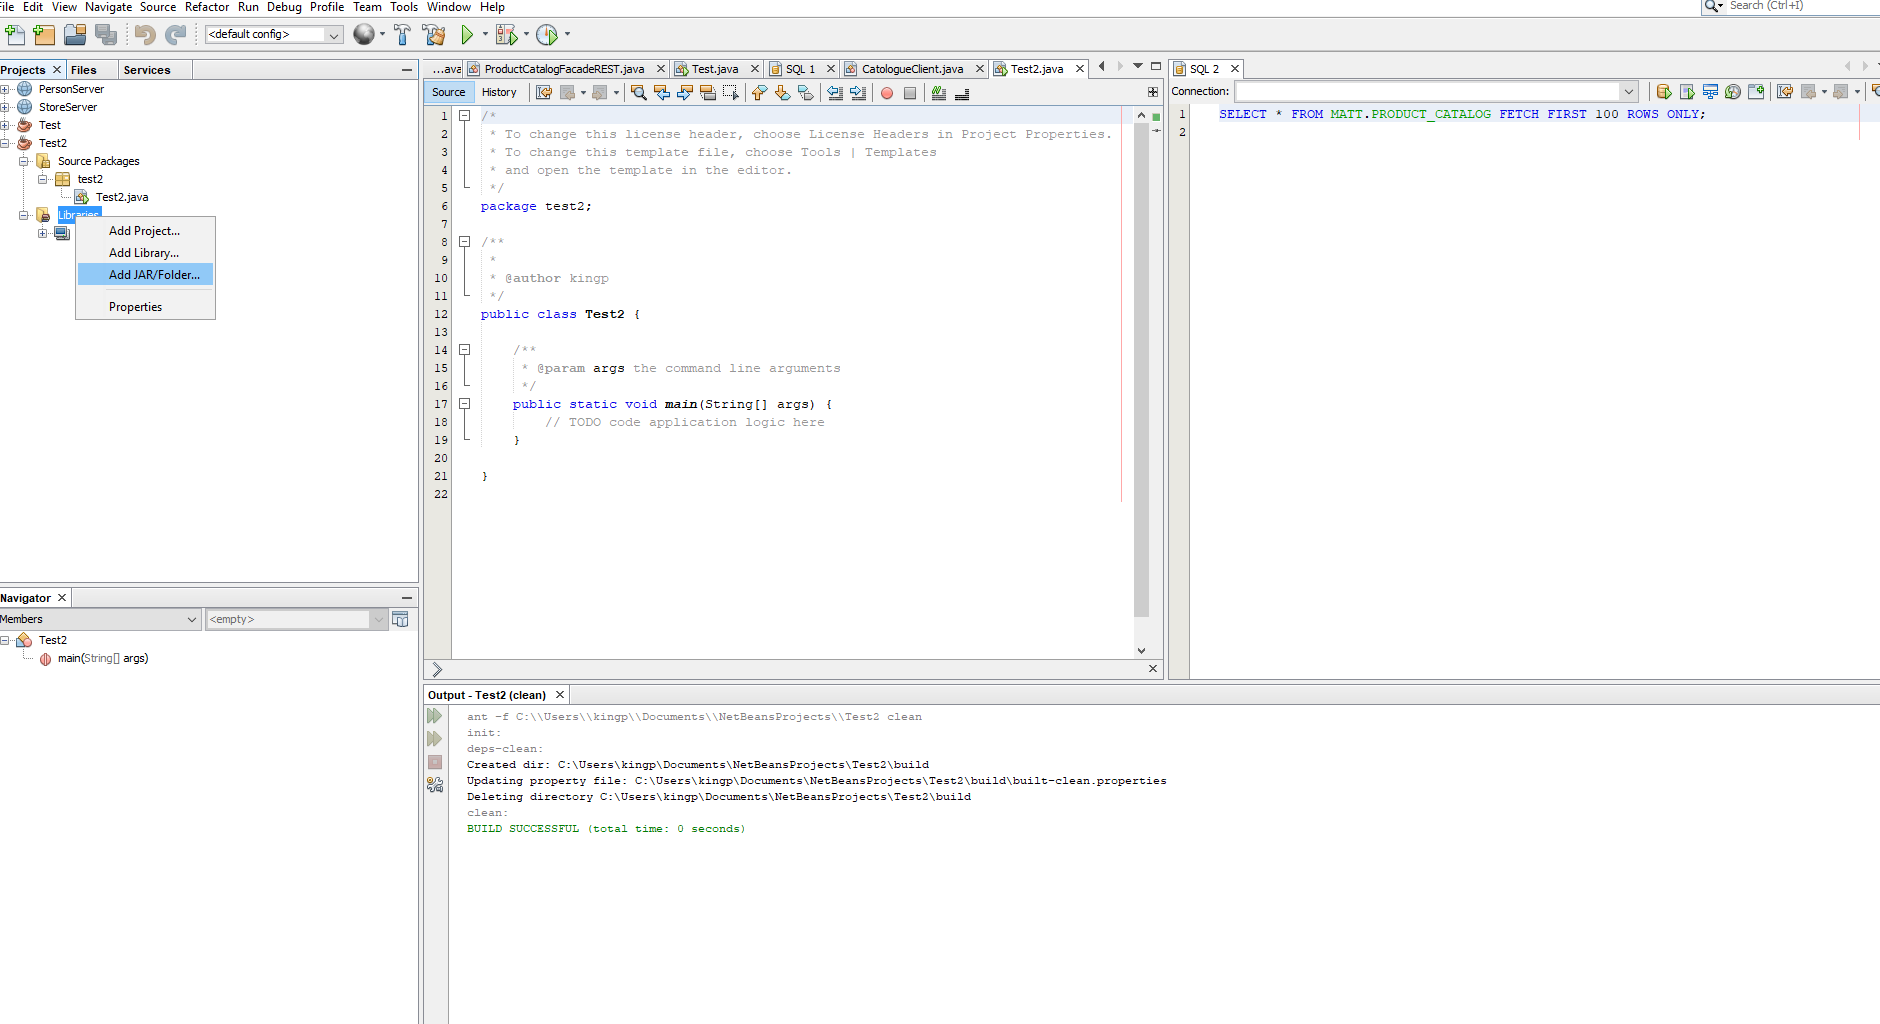 ile Edit View Navigate Source Refactor Run Debug Profile Team Tools Window Help
Search (Ctrl+I)
<default config>
Projects Files Services
PersonServer
StoreServer
Test
Test2
Source Packages
test2
Test2.java
Libraries
Add Project...
Add Library...
Add JAR/Folder...
Properties
Navigator
Members <empty>
Test2
main(String[] args)
...ava ProductCatalogFacadeREST.java Test.java SQL 1 CatologueClient.java Test2.java
Source History
1 /*
2 * To change this license header, choose License Headers in Project Properties.
3 * To change this template file, choose Tools | Templates
4 * and open the template in the editor.
5 */
6 package test2;
7
8 /**
9 *
10 * @author kingp
11 */
12 public class Test2 {
13
14 /**
15 * @param args the command line arguments
16 */
17 public static void main(String[] args) {
18 // TODO code application logic here
19 }
20
21 }
22
SQL 2
Connection:
1 SELECT * FROM MATT.PRODUCT_CATALOG FETCH FIRST 100 ROWS ONLY;
2
Output - Test2 (clean)
ant -f C:\\Users\\kingp\\Documents\\NetBeansProjects\\Test2 clean
init:
deps-clean:
Created dir: C:\Users\kingp\Documents\NetBeansProjects\Test2\build
Updating property file: C:\Users\kingp\Documents\NetBeansProjects\Test2\build\built-clean.properties
Deleting directory C:\Users\kingp\Documents\NetBeansProjects\Test2\build
clean:
BUILD SUCCESSFUL (total time: 0 seconds)